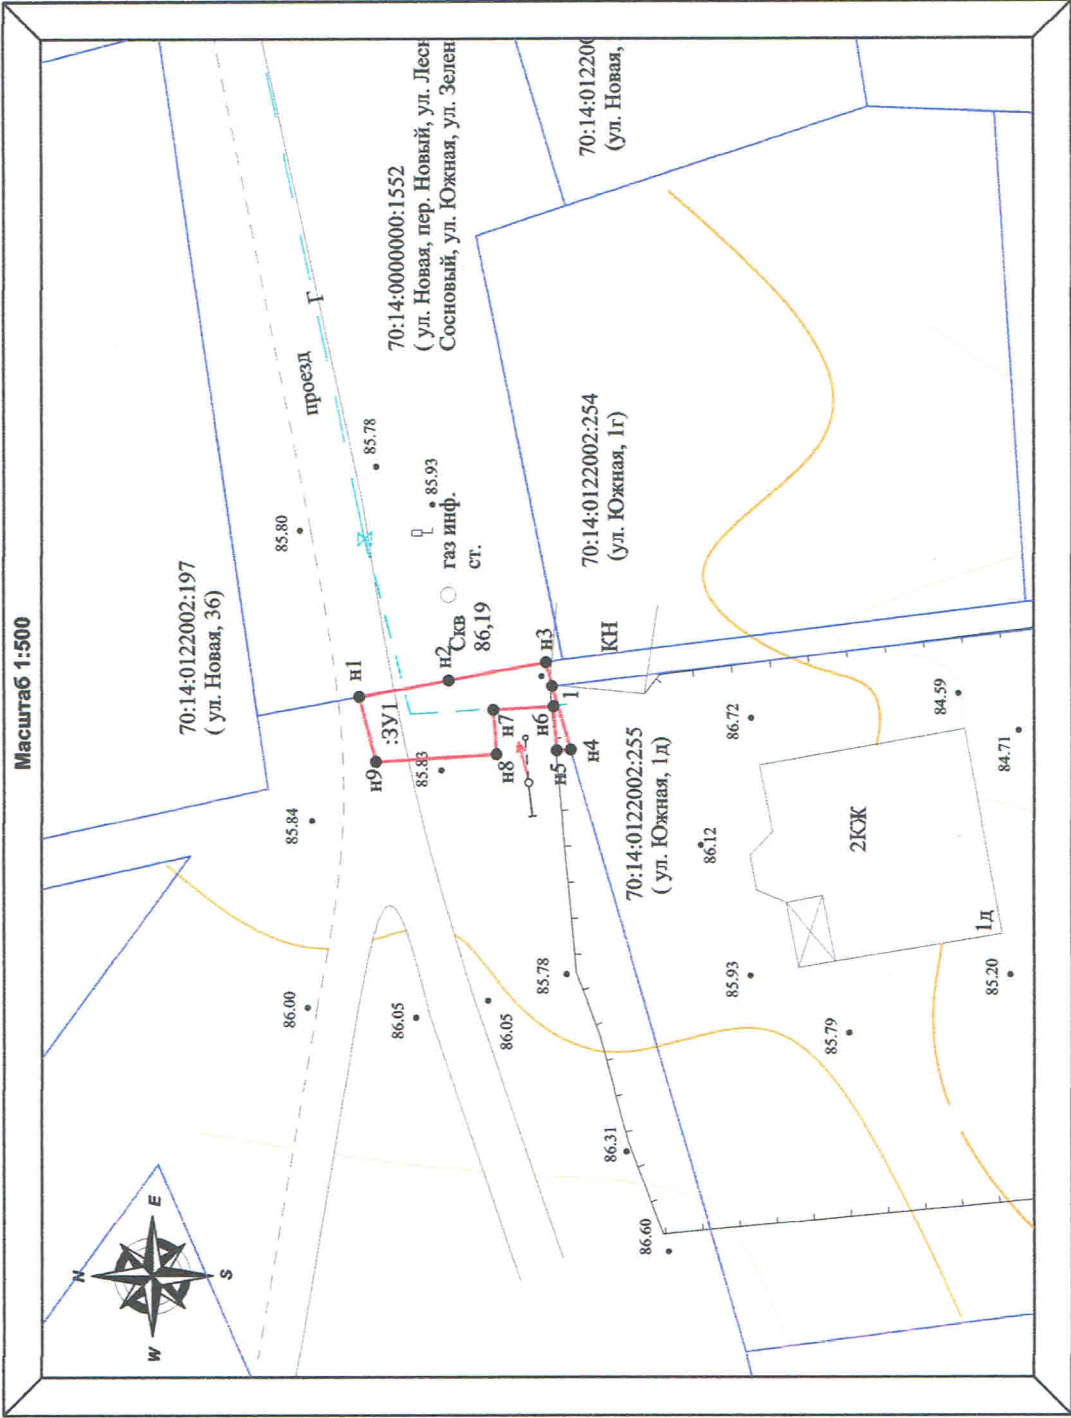 Масштаб 1:500
N
W
E
S
70:14:0122002:197
( ул. Новая, 36)
проезд
Г
70:14:0000000:1552
( ул. Новая, пер. Новый, ул. Лесн
Сосновый, ул. Южная, ул. Зелен
70:14:01220
(ул. Новая,
86.00
85.84
85.80
85.78
86.05
86.05
85.83
85.93
газ инф.
ст.
Скв
86,19
н1
н2
н3
:ЗУ1
н9
н8
н7
н6
н5
н4
1
КН
70:14:0122002:254
(ул. Южная, 1г)
70:14:0122002:255
( ул. Южная, 1д)
85.78
86.31
86.60
86.72
86.12
85.93
85.79
85.20
84.59
84.71
2КЖ
1д